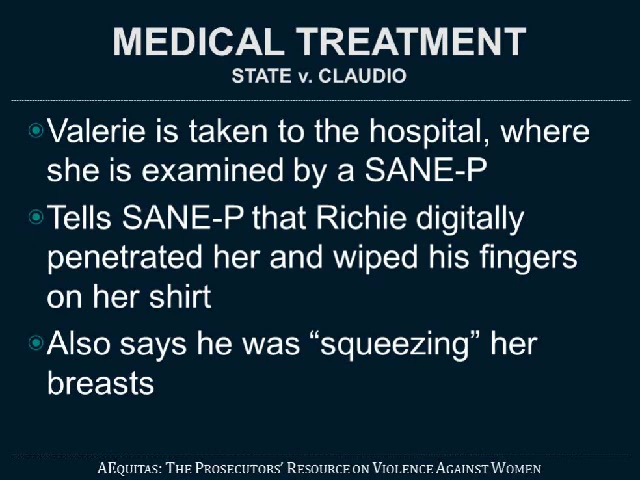 MEDICAL TREATMENT
STATE v. CLAUDIO
Valerie is taken to the hospital, where
she is examined by a SANE-P
Tells SANE-P that Richie digitally
penetrated her and wiped his fingers
on her shirt
Also says he was “squeezing” her
breasts
AEquitas: The Prosecutors’ Resource on Violence Against Women